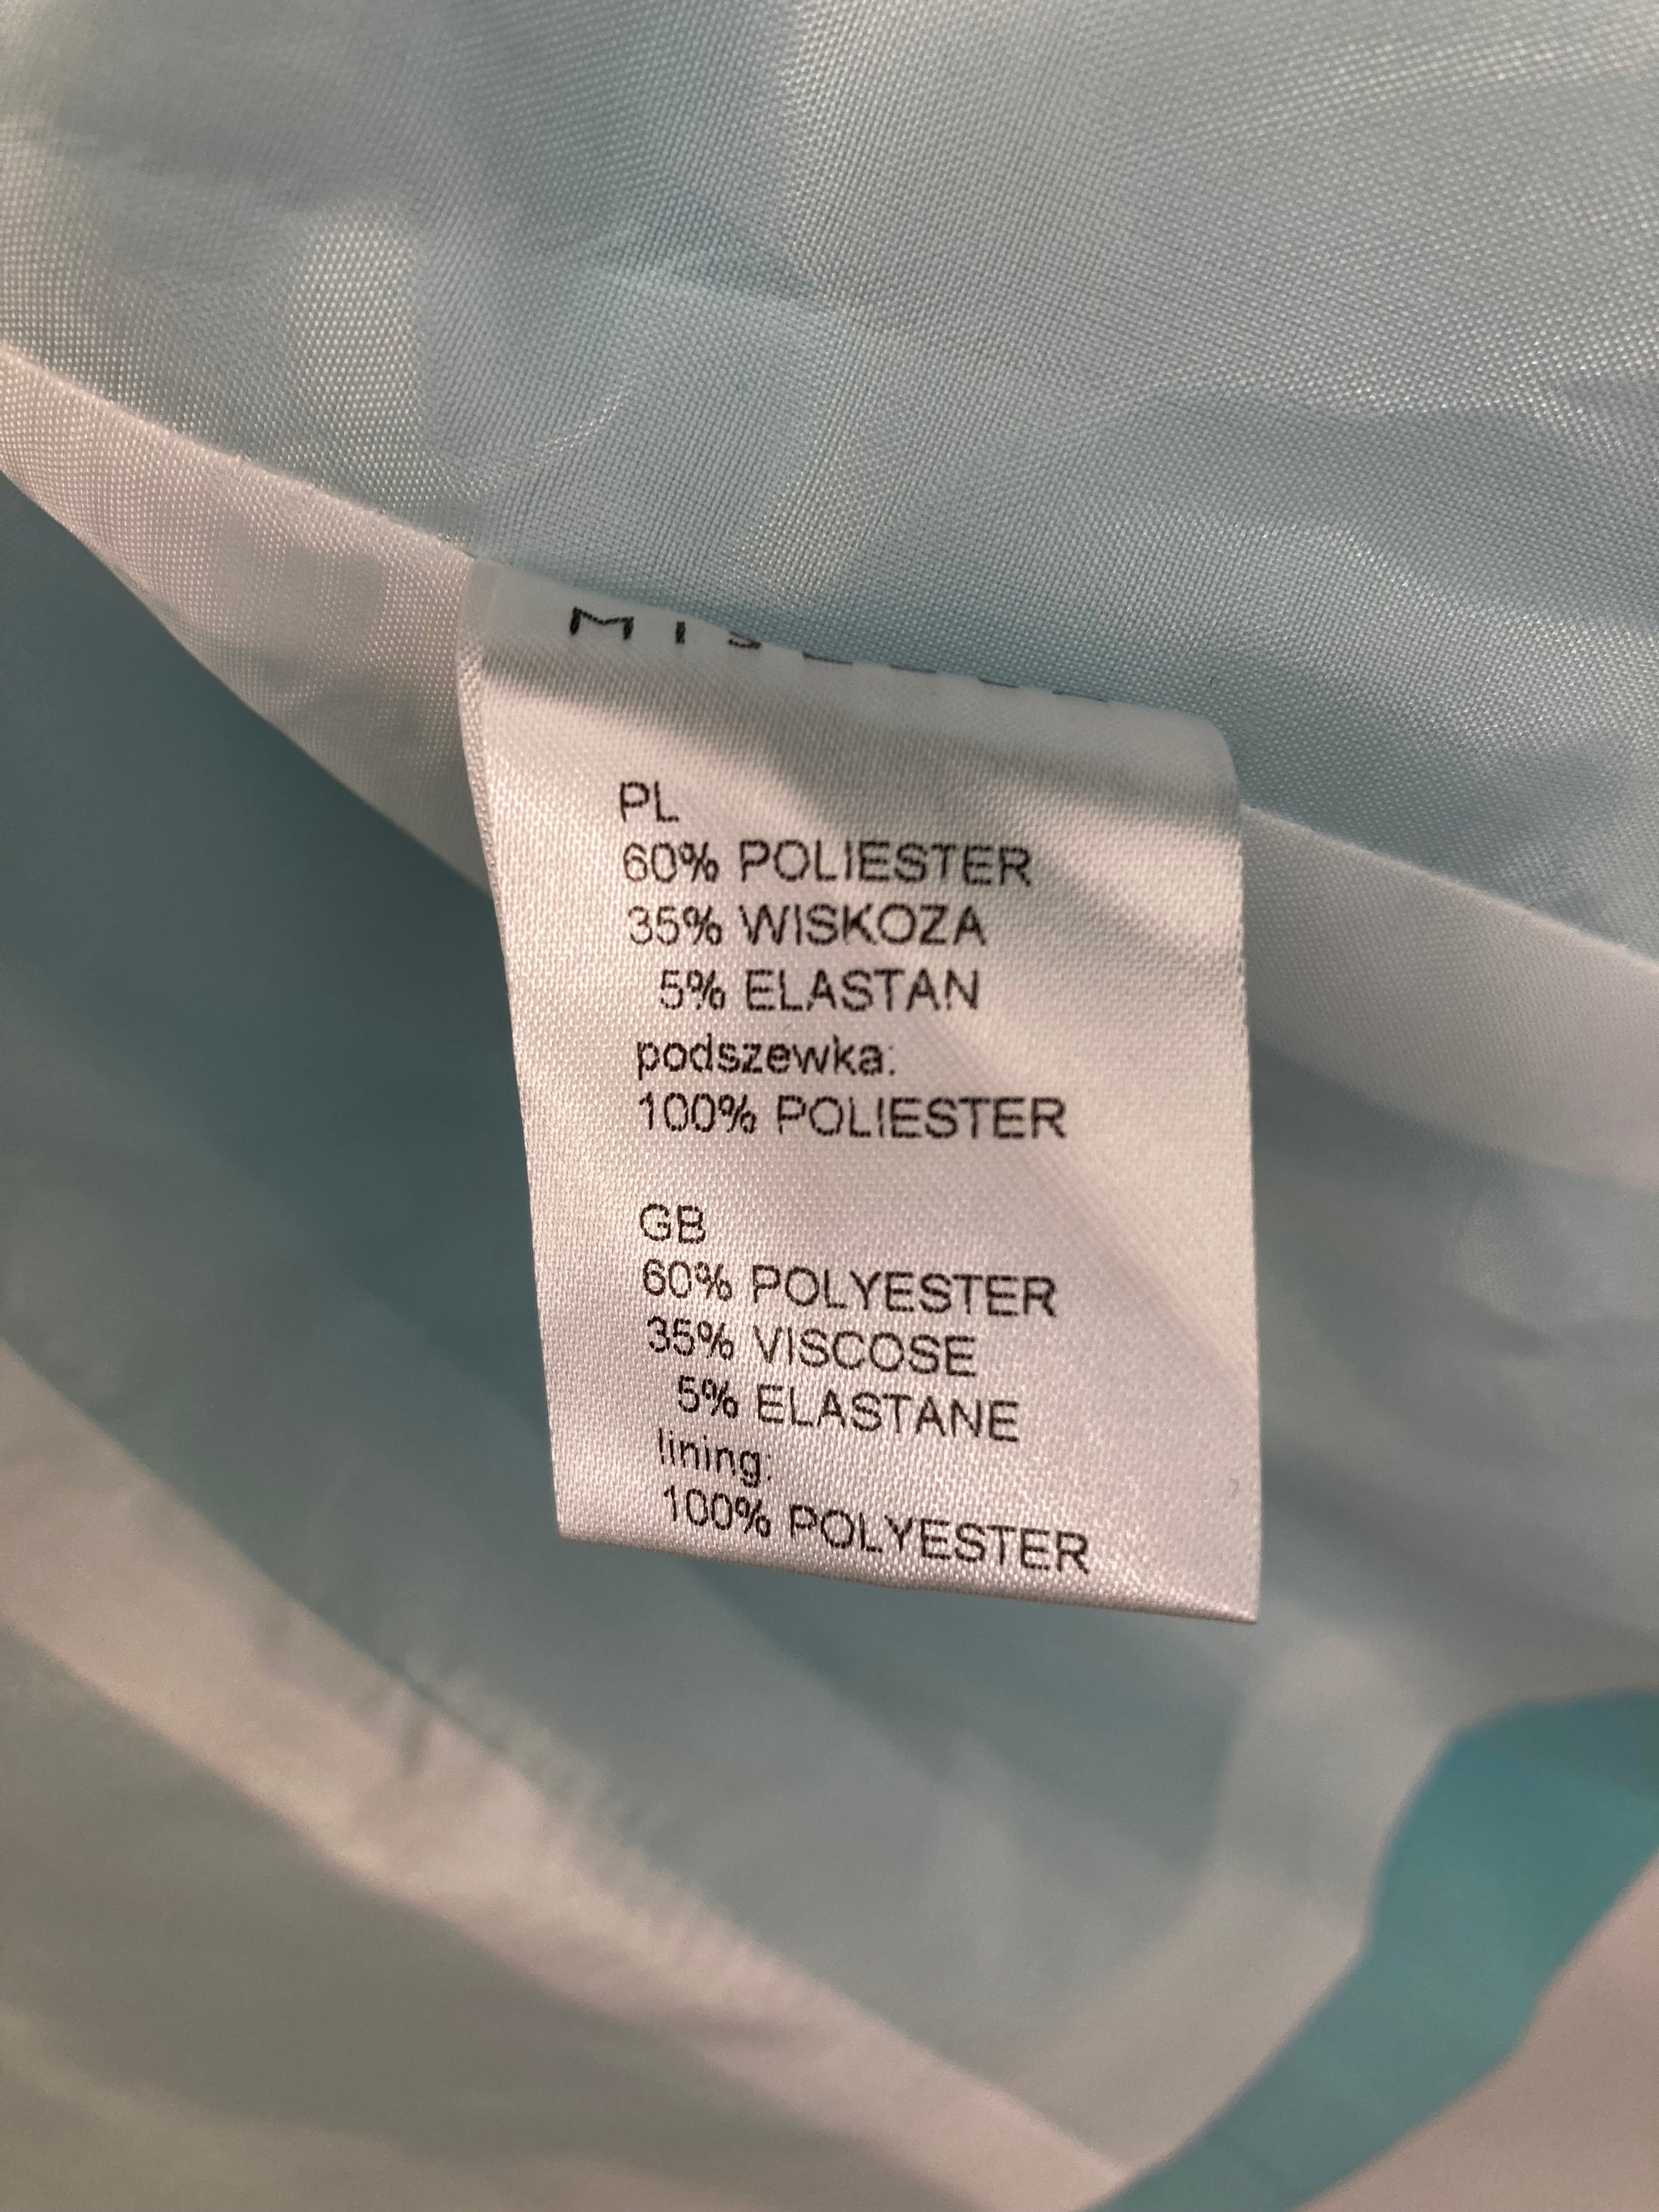 PL
60% POLIESTER
35% WISKOZA
5% ELASTAN
podszewka:
100% POLIESTER
GB
60% POLYESTER
35% VISCOSE
5% ELASTANE
lining:
100% POLYESTER